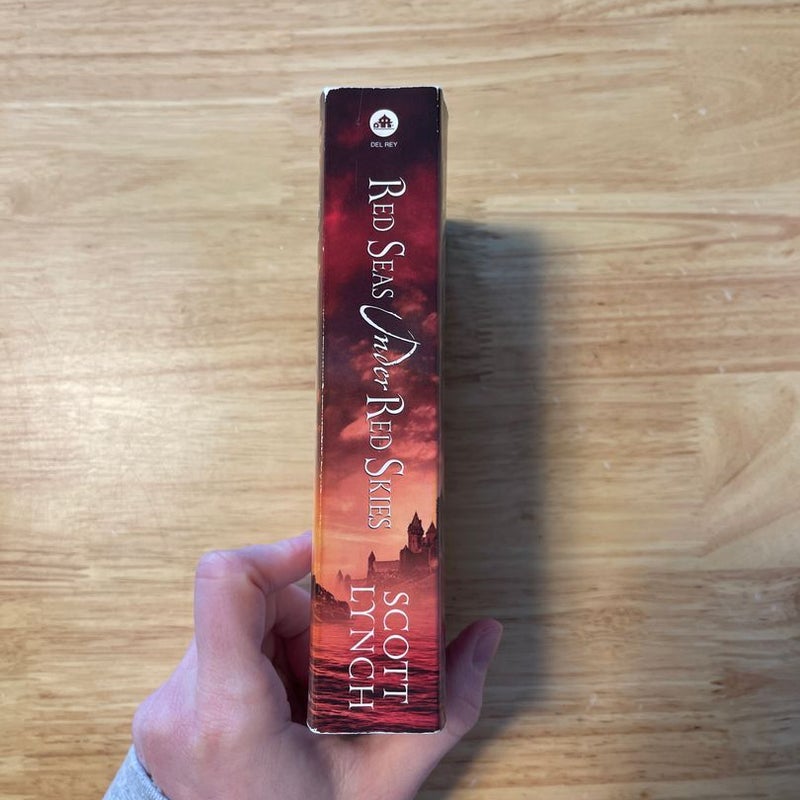 DEL REY
RED SEAS Under RED SKIES
SCOTT
LYNCH